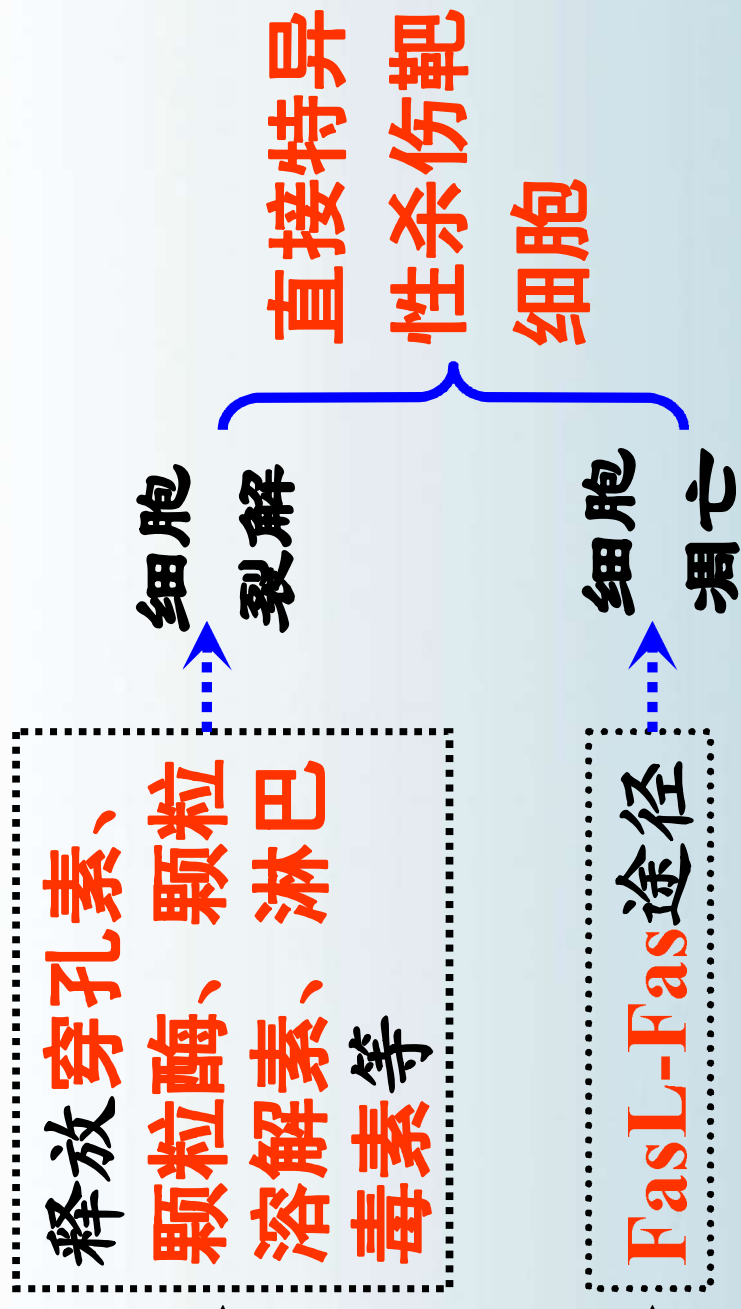 释放穿孔素、
颗粒酶、颗粒
溶解素、淋巴
毒素等
细胞
裂解
FasL-Fas途径
细胞
凋亡
直接特异
性杀伤靶
细胞